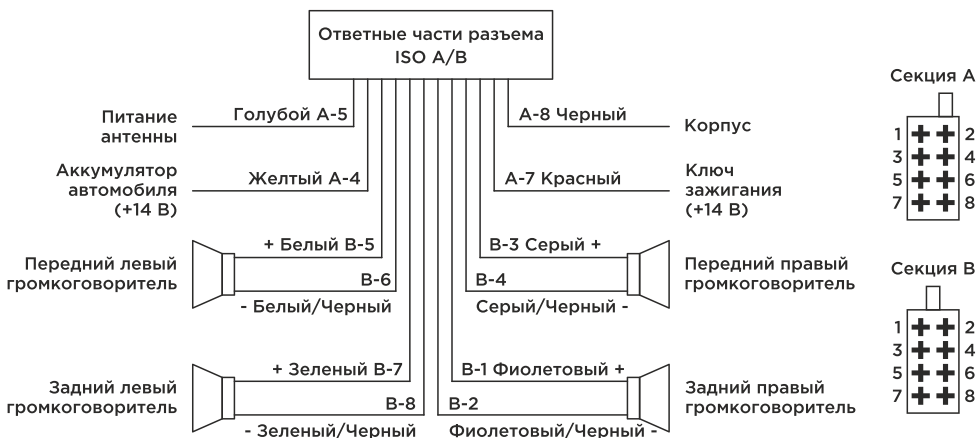 Ответные части разъема
ISO A/B
Питание
антенны
Голубой А-5
Аккумулятор
автомобиля
(+14 В)
Желтый А-4
Передний левый
громкоговоритель
+ Белый В-5
В-6
- Белый/Черный
Задний левый
громкоговоритель
+ Зеленый В-7
В-8
- Зеленый/Черный
А-8 Черный
Корпус
А-7 Красный
Ключ
зажигания
(+14 В)
В-3 Серый +
В-4
Серый/Черный -
Передний правый
громкоговоритель
В-1 Фиолетовый +
В-2
Фиолетовый/Черный -
Задний правый
громкоговоритель
Секция А
1 2
3 4
5 6
7 8
Секция В
1 2
3 4
5 6
7 8